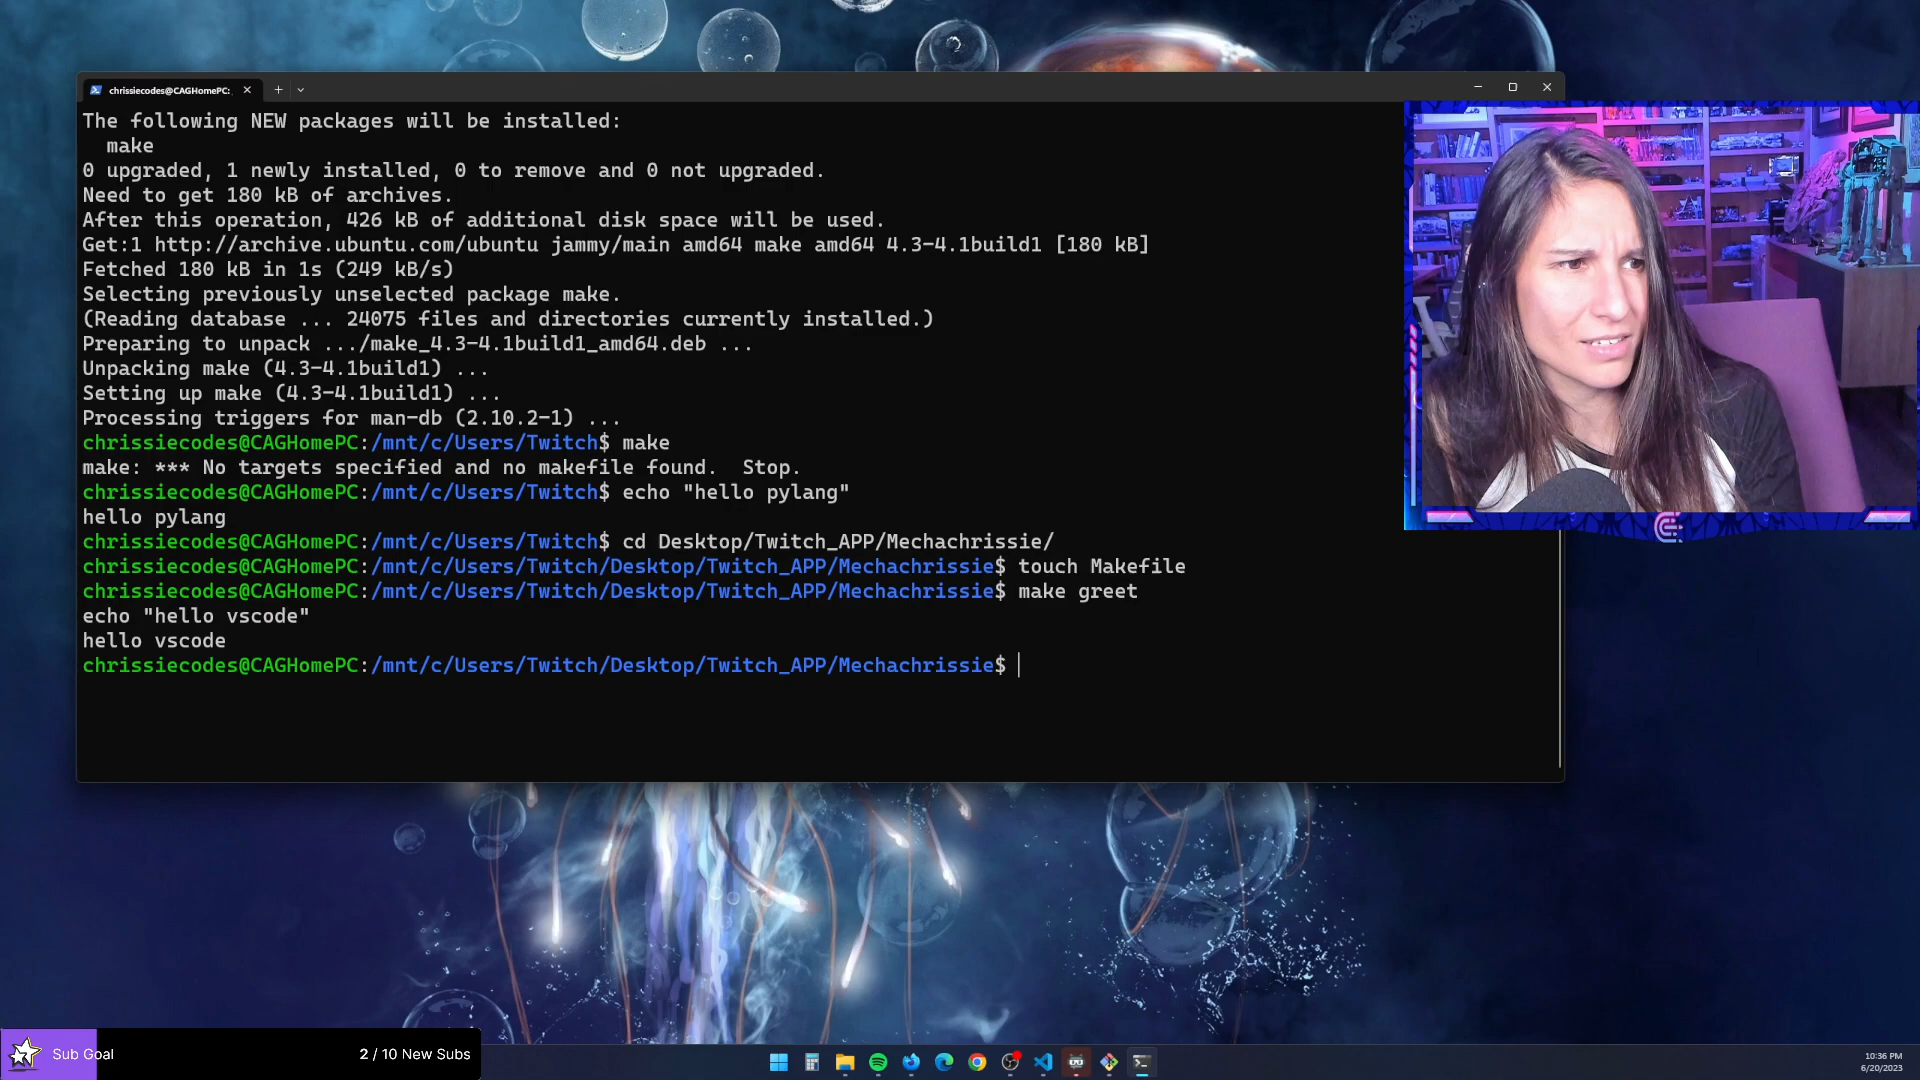 chrissiecodes@CAGHomePC:
The following NEW packages will be installed:
make
0 upgraded, 1 newly installed, 0 to remove and 0 not upgraded.
Need to get 180 kB of archives.
After this operation, 426 kB of additional disk space will be used.
Get:1 http://archive.ubuntu.com/ubuntu jammy/main amd64 make amd64 4.3-4.1build1 [180 kB]
Fetched 180 kB in 1s (249 kB/s)
Selecting previously unselected package make.
(Reading database ... 24075 files and directories currently installed.)
Preparing to unpack .../make_4.3-4.1build1_amd64.deb ...
Unpacking make (4.3-4.1build1) ...
Setting up make (4.3-4.1build1) ...
Processing triggers for man-db (2.10.2-1) ...
chrissiecodes@CAGHomePC:/mnt/c/Users/Twitch$ make
make: *** No targets specified and no makefile found.  Stop.
chrissiecodes@CAGHomePC:/mnt/c/Users/Twitch$ echo "hello pylang"
hello pylang
chrissiecodes@CAGHomePC:/mnt/c/Users/Twitch$ cd Desktop/Twitch_APP/Mechachrissie/
chrissiecodes@CAGHomePC:/mnt/c/Users/Twitch/Desktop/Twitch_APP/Mechachrissie$ touch Makefile
chrissiecodes@CAGHomePC:/mnt/c/Users/Twitch/Desktop/Twitch_APP/Mechachrissie$ make greet
echo "hello vscode"
hello vscode
chrissiecodes@CAGHomePC:/mnt/c/Users/Twitch/Desktop/Twitch_APP/Mechachrissie$
Sub Goal 2 / 10 New Subs
10:36 PM
6/20/2023